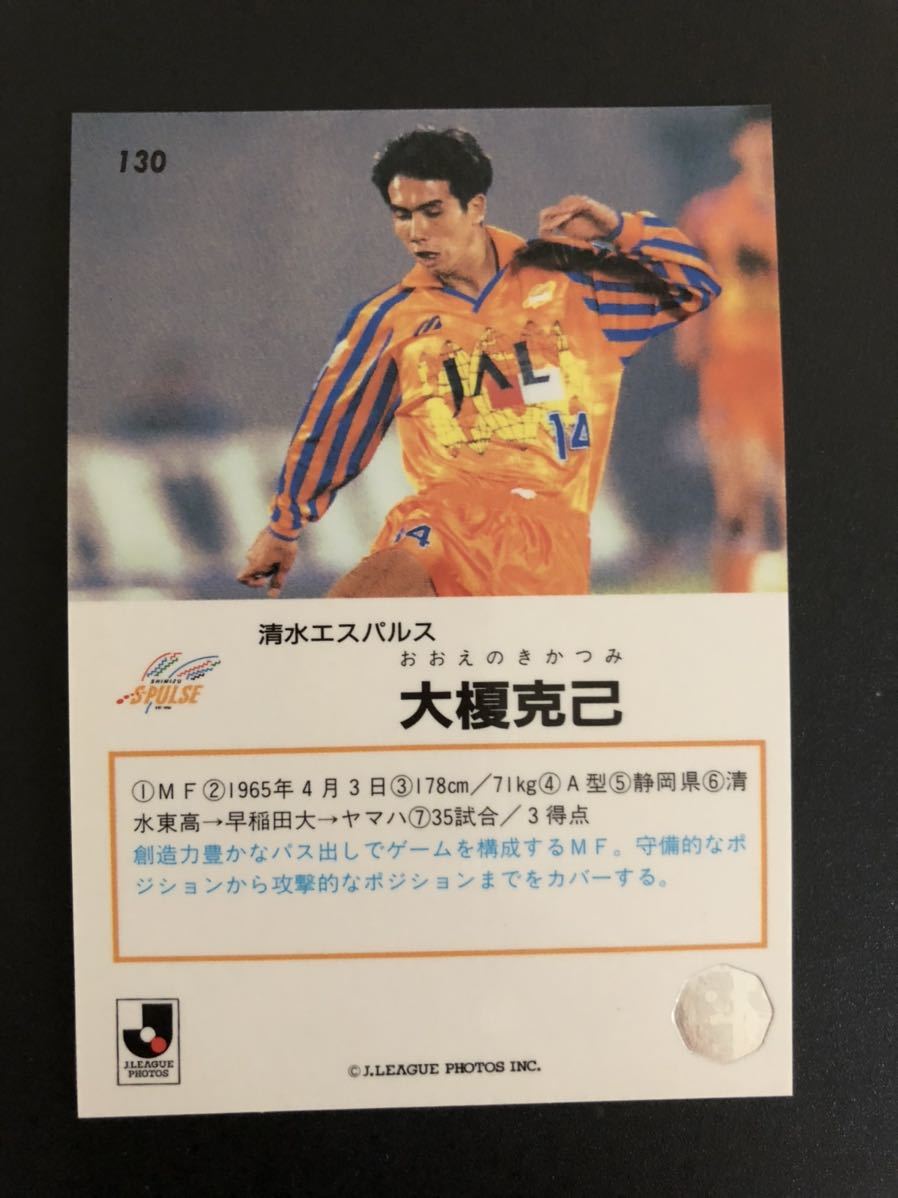 130
JAL
14
14
清水エスパルス
おおえのきかつみ
SHIMIZU
S-PULSE
大榎克己
①MF②1965年4月3日③178cm/71kg④A型⑤静岡県⑥清
水東高→早稲田大→ヤマハ⑦35試合/3得点
創造力豊かなパス出しでゲームを構成するMF。守備的なポ
ジションから攻撃的なポジションまでをカバーする。
J.LEAGUE
PHOTOS
©J.LEAGUE PHOTOS INC.